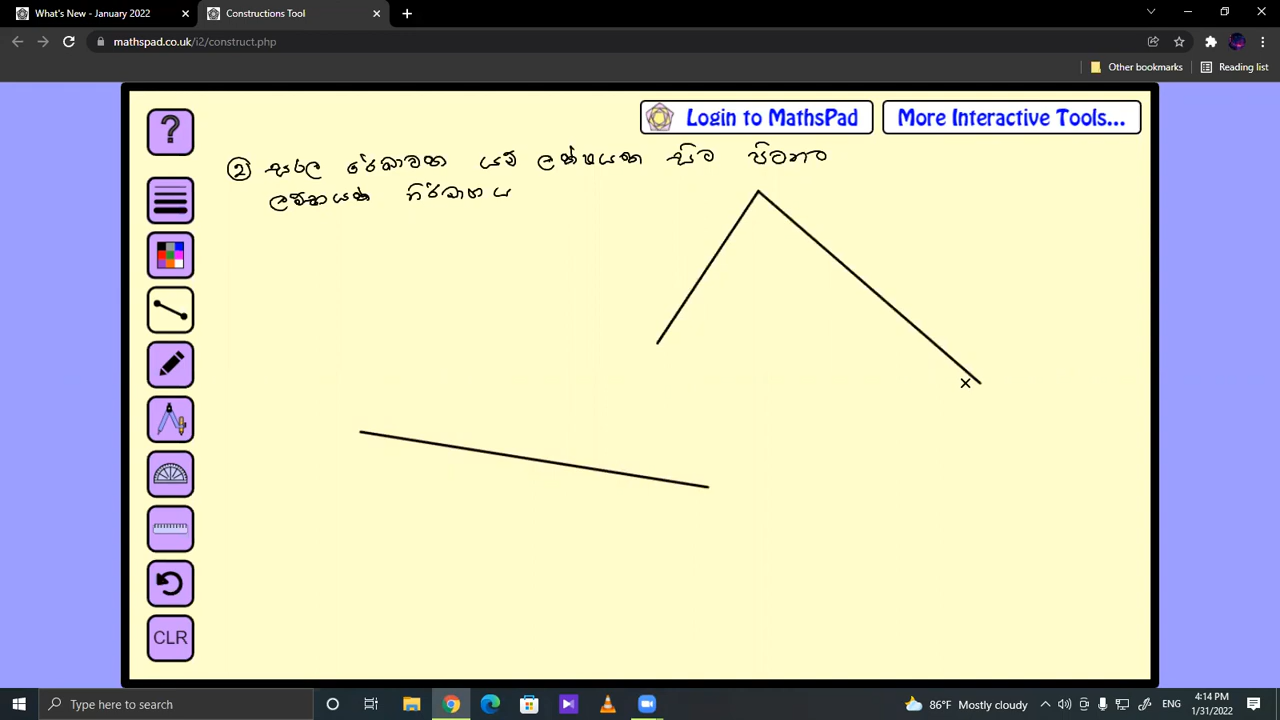 What's New - January 2022
Constructions Tool
mathspad.co.uk/i2/construct.php
Other bookmarks
Reading list
Login to MathsPad
More Interactive Tools...
② සරල රේඛාවක යම් ලක්ෂයක සිට පිටතට
ලම්බකයක් නිර්මාණය
CLR
Type here to search
86°F Mostly cloudy
ENG
4:14 PM
1/31/2022